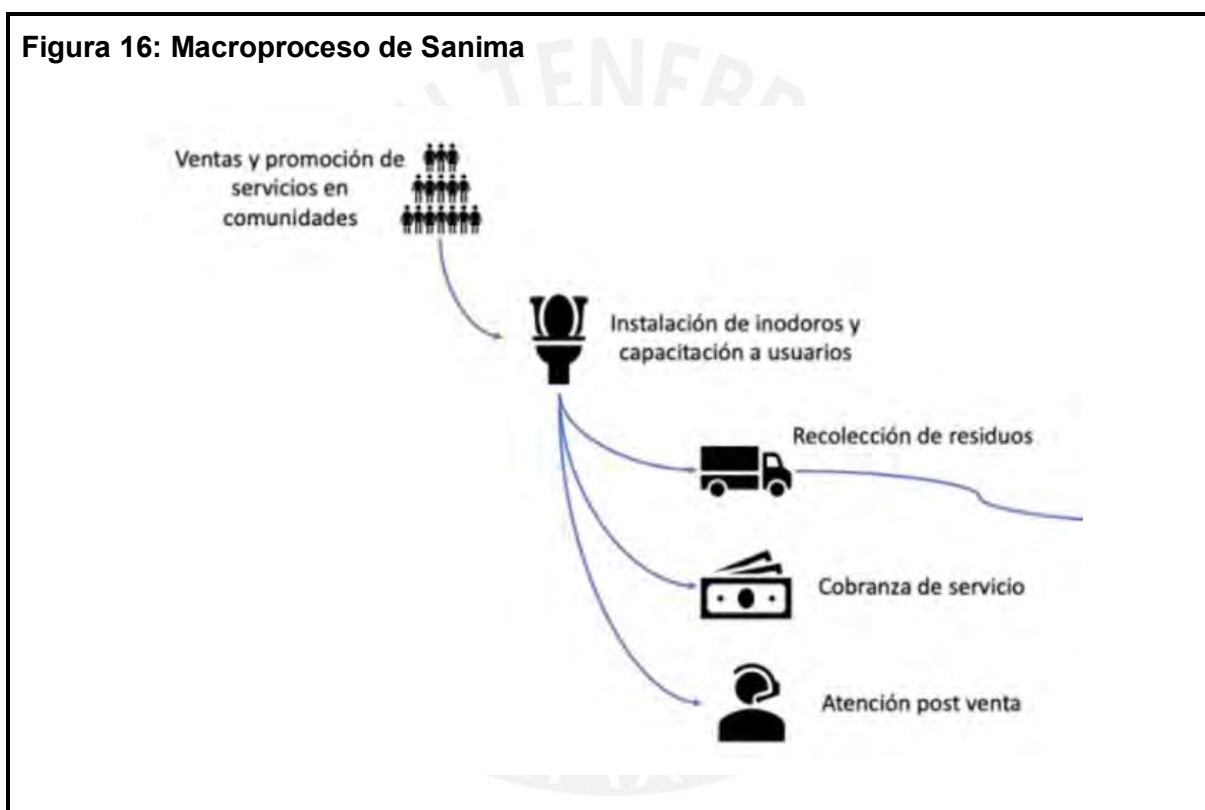 Figura 16: Macroproceso de Sanima
Ventas y promoción de
servicios en
comunidades
Instalación de inodoros y
capacitación a usuarios
Recolección de residuos
Cobranza de servicio
Atención post venta